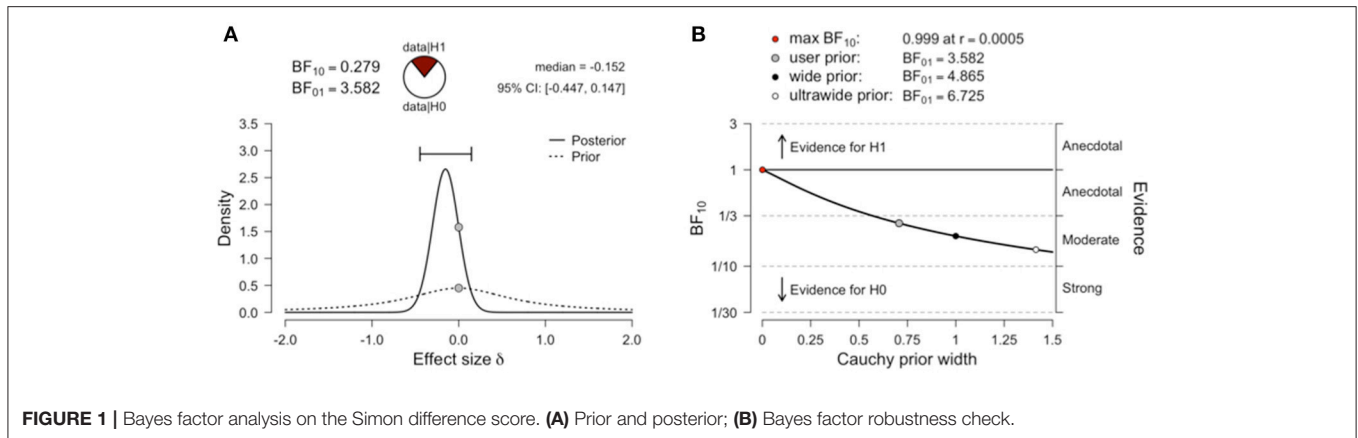 A
data|H1
BF10 = 0.279
BF01 = 3.582
data|H0
median = -0.152
95% CI: [-0.447, 0.147]
Posterior
Prior
3.5
3.0
2.5
2.0
1.5
1.0
0.5
0.0
Density
-2.0 -1.0 0.0 1.0 2.0
Effect size δ
B
max BF10: 0.999 at r = 0.0005
user prior: BF01 = 3.582
wide prior: BF01 = 4.865
ultrawide prior: BF01 = 6.725
3
1
1/3
1/10
1/30
BF10
Evidence for H1
Evidence for H0
Anecdotal
Anecdotal
Moderate
Strong
Evidence
0 0.25 0.5 0.75 1 1.25 1.5
Cauchy prior width
FIGURE 1 | Bayes factor analysis on the Simon difference score. (A) Prior and posterior; (B) Bayes factor robustness check.